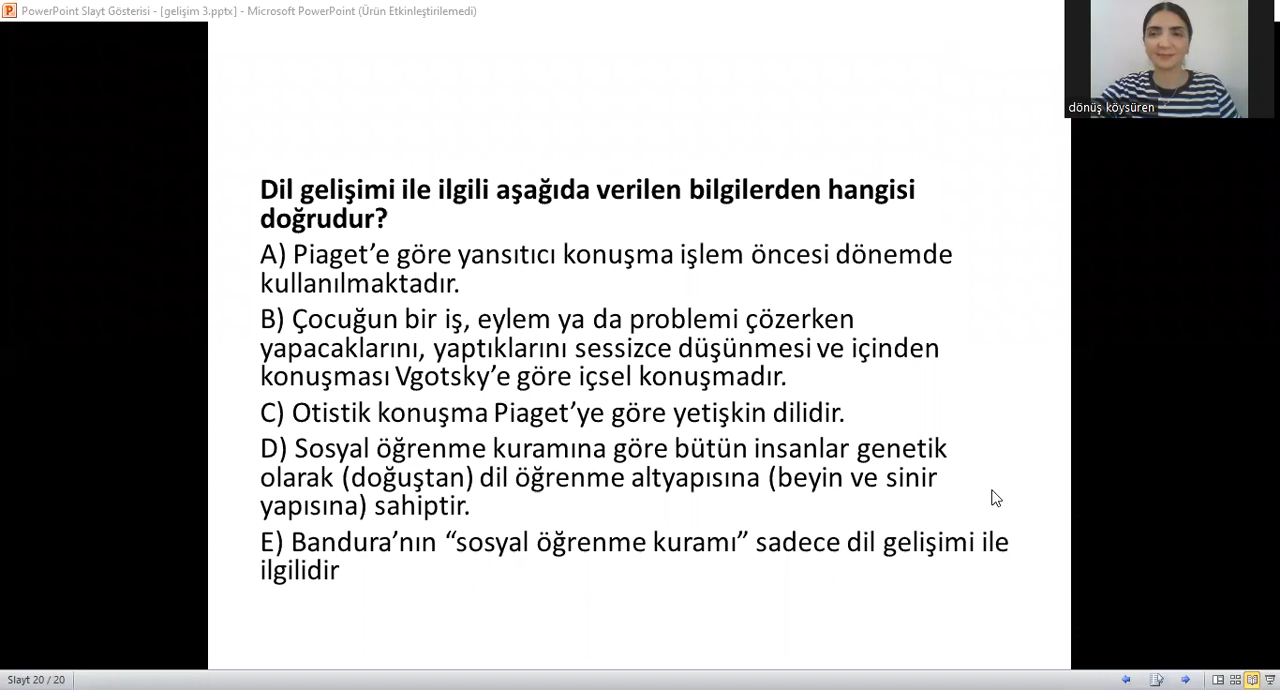 PowerPoint Slayt Gösterisi - [gelişim 3.pptx] - Microsoft PowerPoint (Ürün Etkinleştirilemedi)
dönüş köysüren
Dil gelişimi ile ilgili aşağıda verilen bilgilerden hangisi
doğrudur?
A) Piaget’e göre yansıtıcı konuşma işlem öncesi dönemde
kullanılmaktadır.
B) Çocuğun bir iş, eylem ya da problemi çözerken
yapacaklarını, yaptıklarını sessizce düşünmesi ve içinden
konuşması Vgotsky’e göre içsel konuşmadır.
C) Otistik konuşma Piaget’ye göre yetişkin dilidir.
D) Sosyal öğrenme kuramına göre bütün insanlar genetik
olarak (doğuştan) dil öğrenme altyapısına (beyin ve sinir
yapısına) sahiptir.
E) Bandura’nın “sosyal öğrenme kuramı” sadece dil gelişimi ile
ilgilidir
Slayt 20 / 20